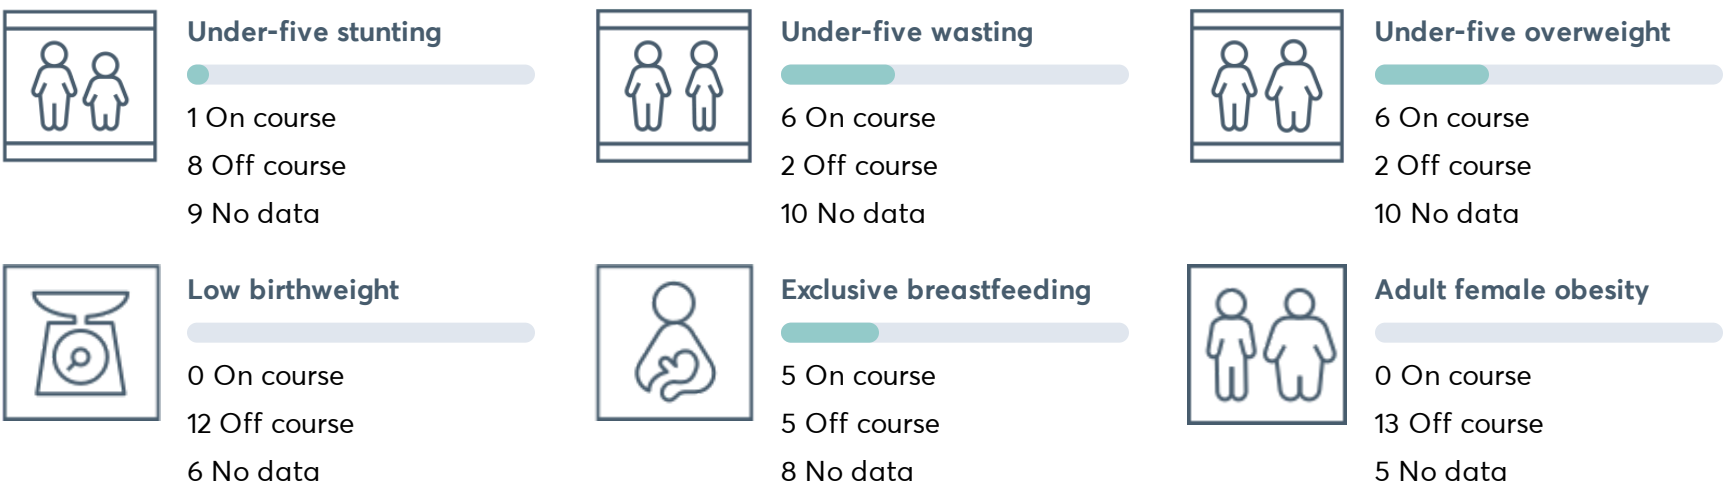 Under-five stunting
1 On course
8 Off course
9 No data
Under-five wasting
6 On course
2 Off course
10 No data
Under-five overweight
6 On course
2 Off course
10 No data
Low birthweight
0 On course
12 Off course
6 No data
Exclusive breastfeeding
5 On course
5 Off course
8 No data
Adult female obesity
0 On course
13 Off course
5 No data